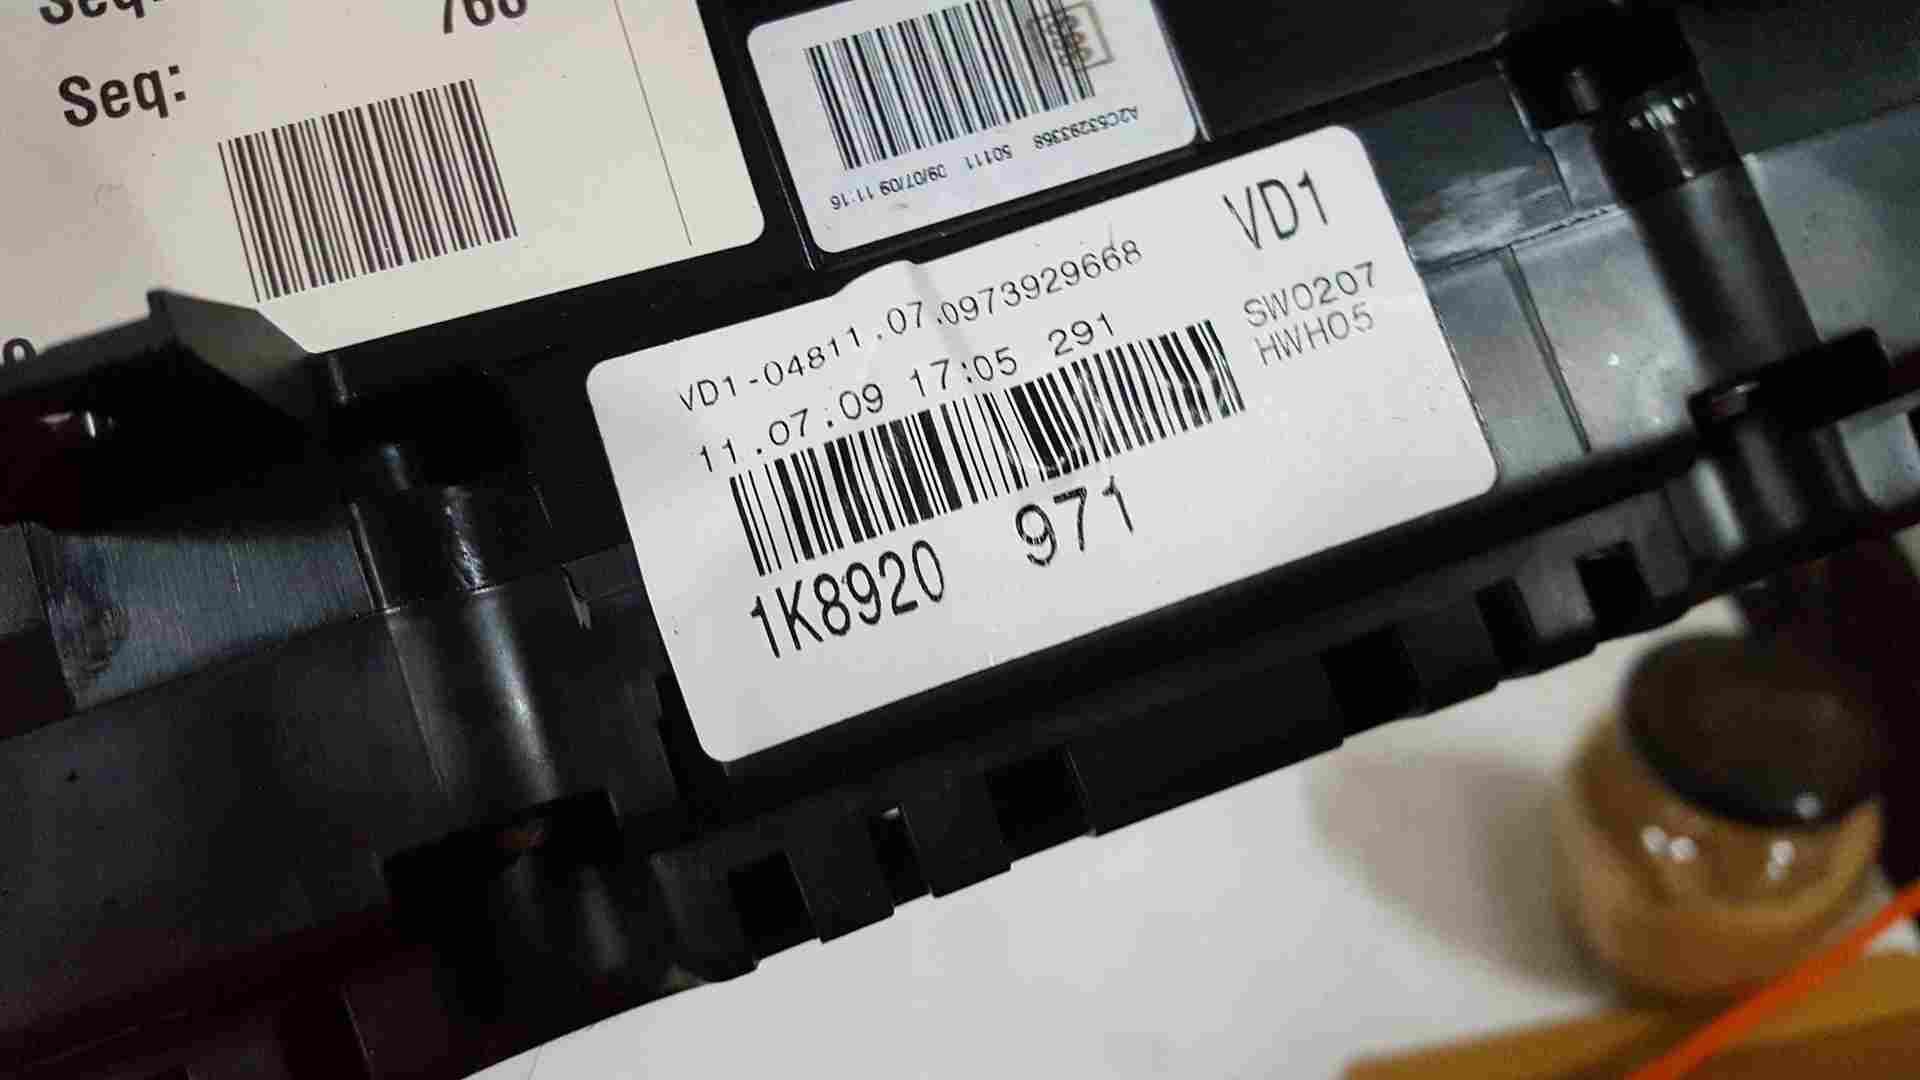 Seq:
Seq:
A2C53293368 50111 09/07/09 11:16
VD1
VD1-04811.07.0973929668
11.07.09 17:05 291
SW0207
HWH05
1K8920 971